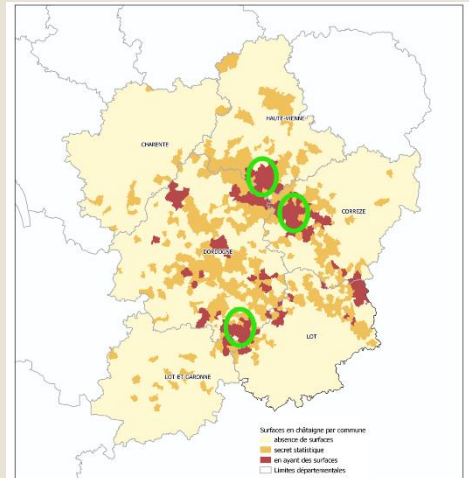 HAUTE-VIENNE
CHARENTE
CORREZE
DORDOGNE
LOT
LOT-ET-GARONNE
Surfaces en châtaigne par commune
absence de surfaces
secret statistique
en ayant des surfaces
Limites départementales